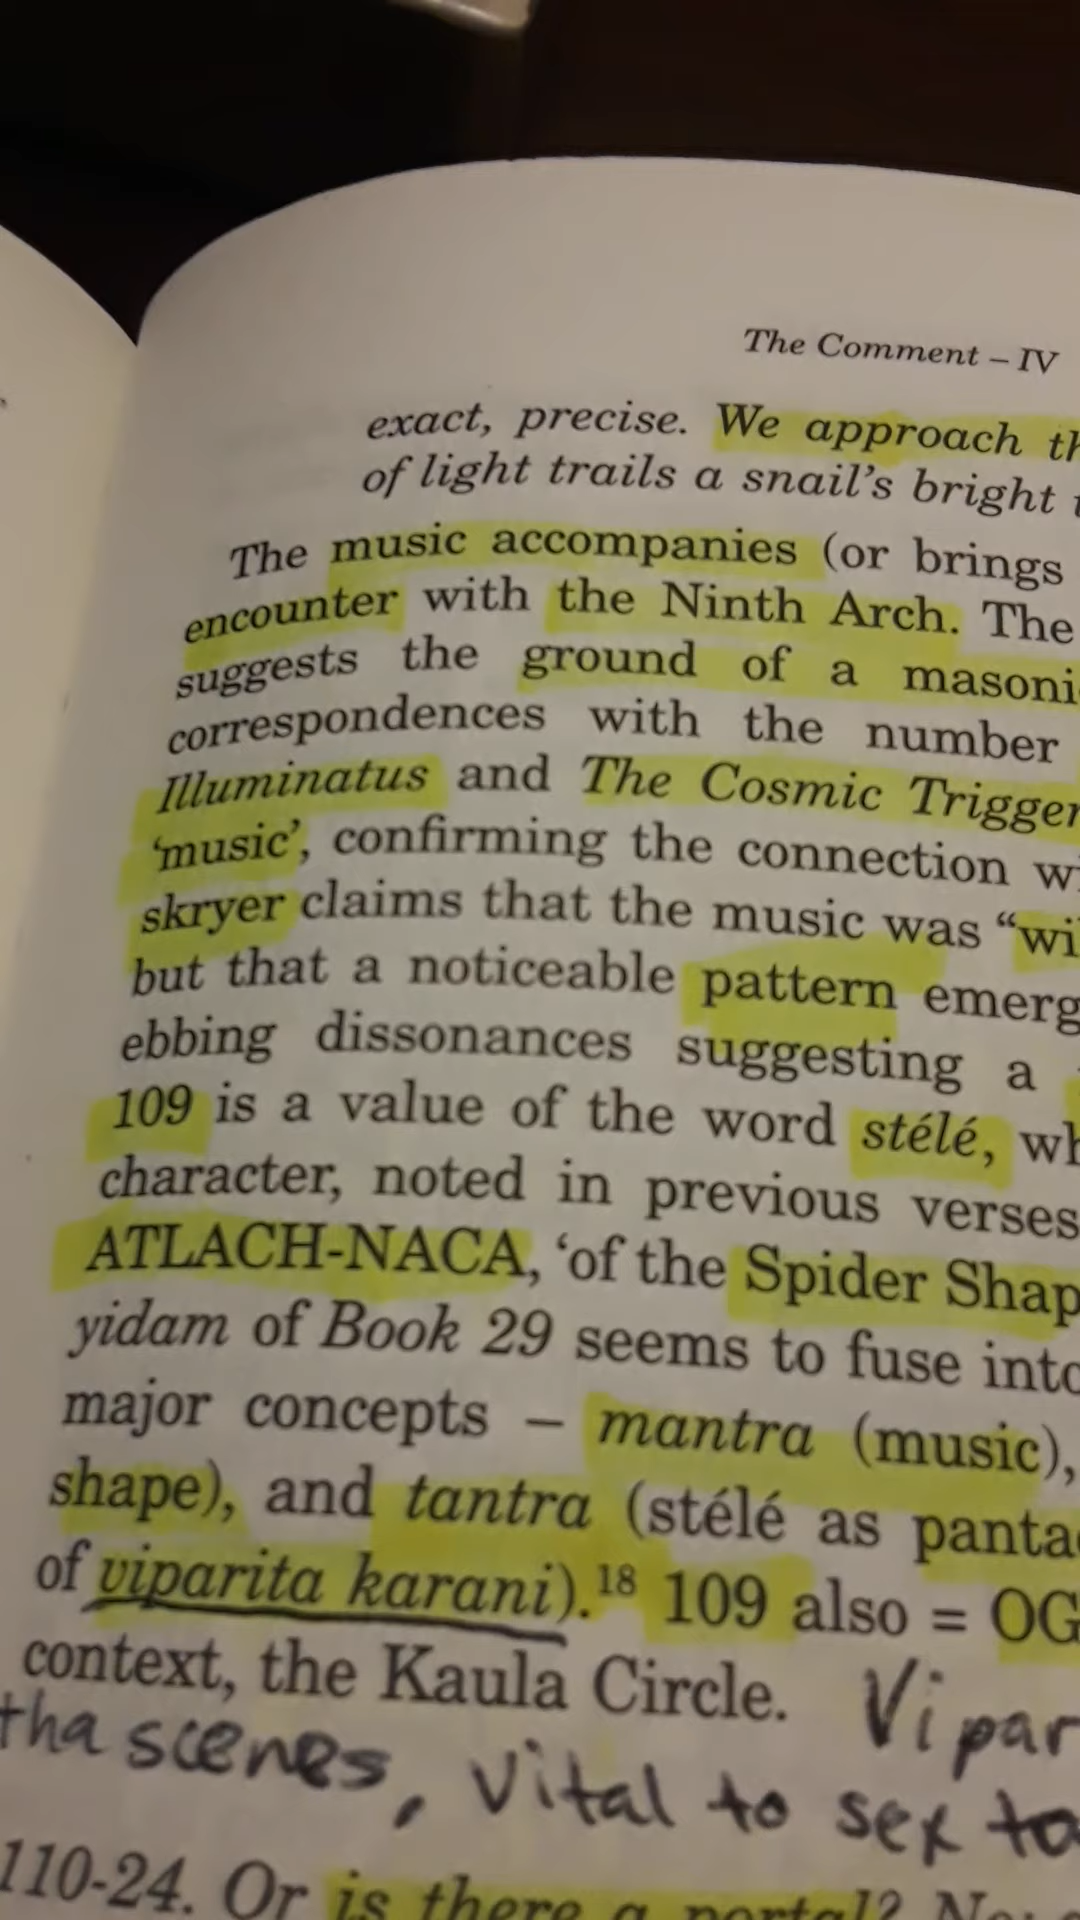 The Comment – IV
exact, precise. We approach
of light trails a snail's bright
The music accompanies (or brings
encounter with the Ninth Arch. The
suggests the ground of a masoni
correspondences with the number
Illuminatus and The Cosmic Trigger
'music', confirming the connection
skryer claims that the music was "wi
but that a noticeable pattern emerg
ebbing dissonances suggesting a
109 is a value of the word stélé, wh
character, noted in previous verses
ATLACH-NACA, 'of the Spider Shap
yidam of Book 29 seems to fuse into
major concepts – mantra (music),
shape), and tantra (stélé as panta
of viparita karani).18 109 also = OG
context, the Kaula Circle. Vipar
tha scenes, vital to sex
110-24. Or is there a portal?